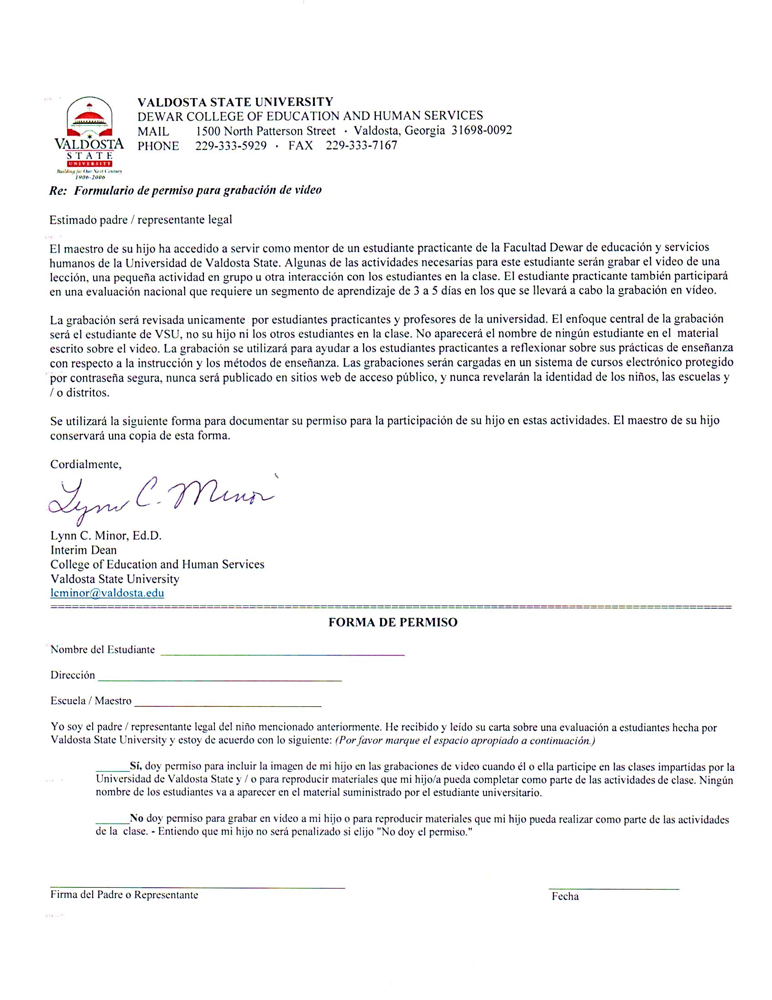 VALDOSTA STATE UNIVERSITY
DEWAR COLLEGE OF EDUCATION AND HUMAN SERVICES
MAIL 1500 North Patterson Street · Valdosta, Georgia 31698-0092
PHONE 229-333-5929 · FAX 229-333-7167
VALDOSTA
STATE
UNIVERSITY
Building for Our Next Century
1906-2006
Re: Formulario de permiso para grabación de video
Estimado padre / representante legal
El maestro de su hijo ha accedido a servir como mentor de un estudiante practicante de la Facultad Dewar de educación y servicios
humanos de la Universidad de Valdosta State. Algunas de las actividades necesarias para este estudiante serán grabar el video de una
lección, una pequeña actividad en grupo u otra interacción con los estudiantes en la clase. El estudiante practicante también participará
en una evaluación nacional que requiere un segmento de aprendizaje de 3 a 5 días en los que se llevará a cabo la grabación en vídeo.
La grabación será revisada unicamente por estudiantes practicantes y profesores de la universidad. El enfoque central de la grabación
será el estudiante de VSU, no su hijo ni los otros estudiantes en la clase. No aparecerá el nombre de ningún estudiante en el material
escrito sobre el video. La grabación se utilizará para ayudar a los estudiantes practicantes a reflexionar sobre sus prácticas de enseñanza
con respecto a la instrucción y los métodos de enseñanza. Las grabaciones serán cargadas en un sistema de cursos electrónico protegido
por contraseña segura, nunca será publicado en sitios web de acceso público, y nunca revelarán la identidad de los niños, las escuelas y
/ o distritos.
Se utilizará la siguiente forma para documentar su permiso para la participación de su hijo en estas actividades. El maestro de su hijo
conservará una copia de esta forma.
Cordialmente,
Lynn C. Minor
Lynn C. Minor, Ed.D.
Interim Dean
College of Education and Human Services
Valdosta State University
lcminor@valdosta.edu
FORMA DE PERMISO
Nombre del Estudiante
Dirección
Escuela / Maestro
Yo soy el padre / representante legal del niño mencionado anteriormente. He recibido y leído su carta sobre una evaluación a estudiantes hecha por
Valdosta State University y estoy de acuerdo con lo siguiente: (Por favor marque el espacio apropiado a continuación.)
Sí, doy permiso para incluir la imagen de mi hijo en las grabaciones de video cuando él o ella participe en las clases impartidas por la
Universidad de Valdosta State y / o para reproducir materiales que mi hijo/a pueda completar como parte de las actividades de clase. Ningún
nombre de los estudiantes va a aparecer en el material suministrado por el estudiante universitario.
No doy permiso para grabar en video a mi hijo o para reproducir materiales que mi hijo pueda realizar como parte de las actividades
de la clase. - Entiendo que mi hijo no será penalizado si elijo "No doy el permiso."
Firma del Padre o Representante
Fecha